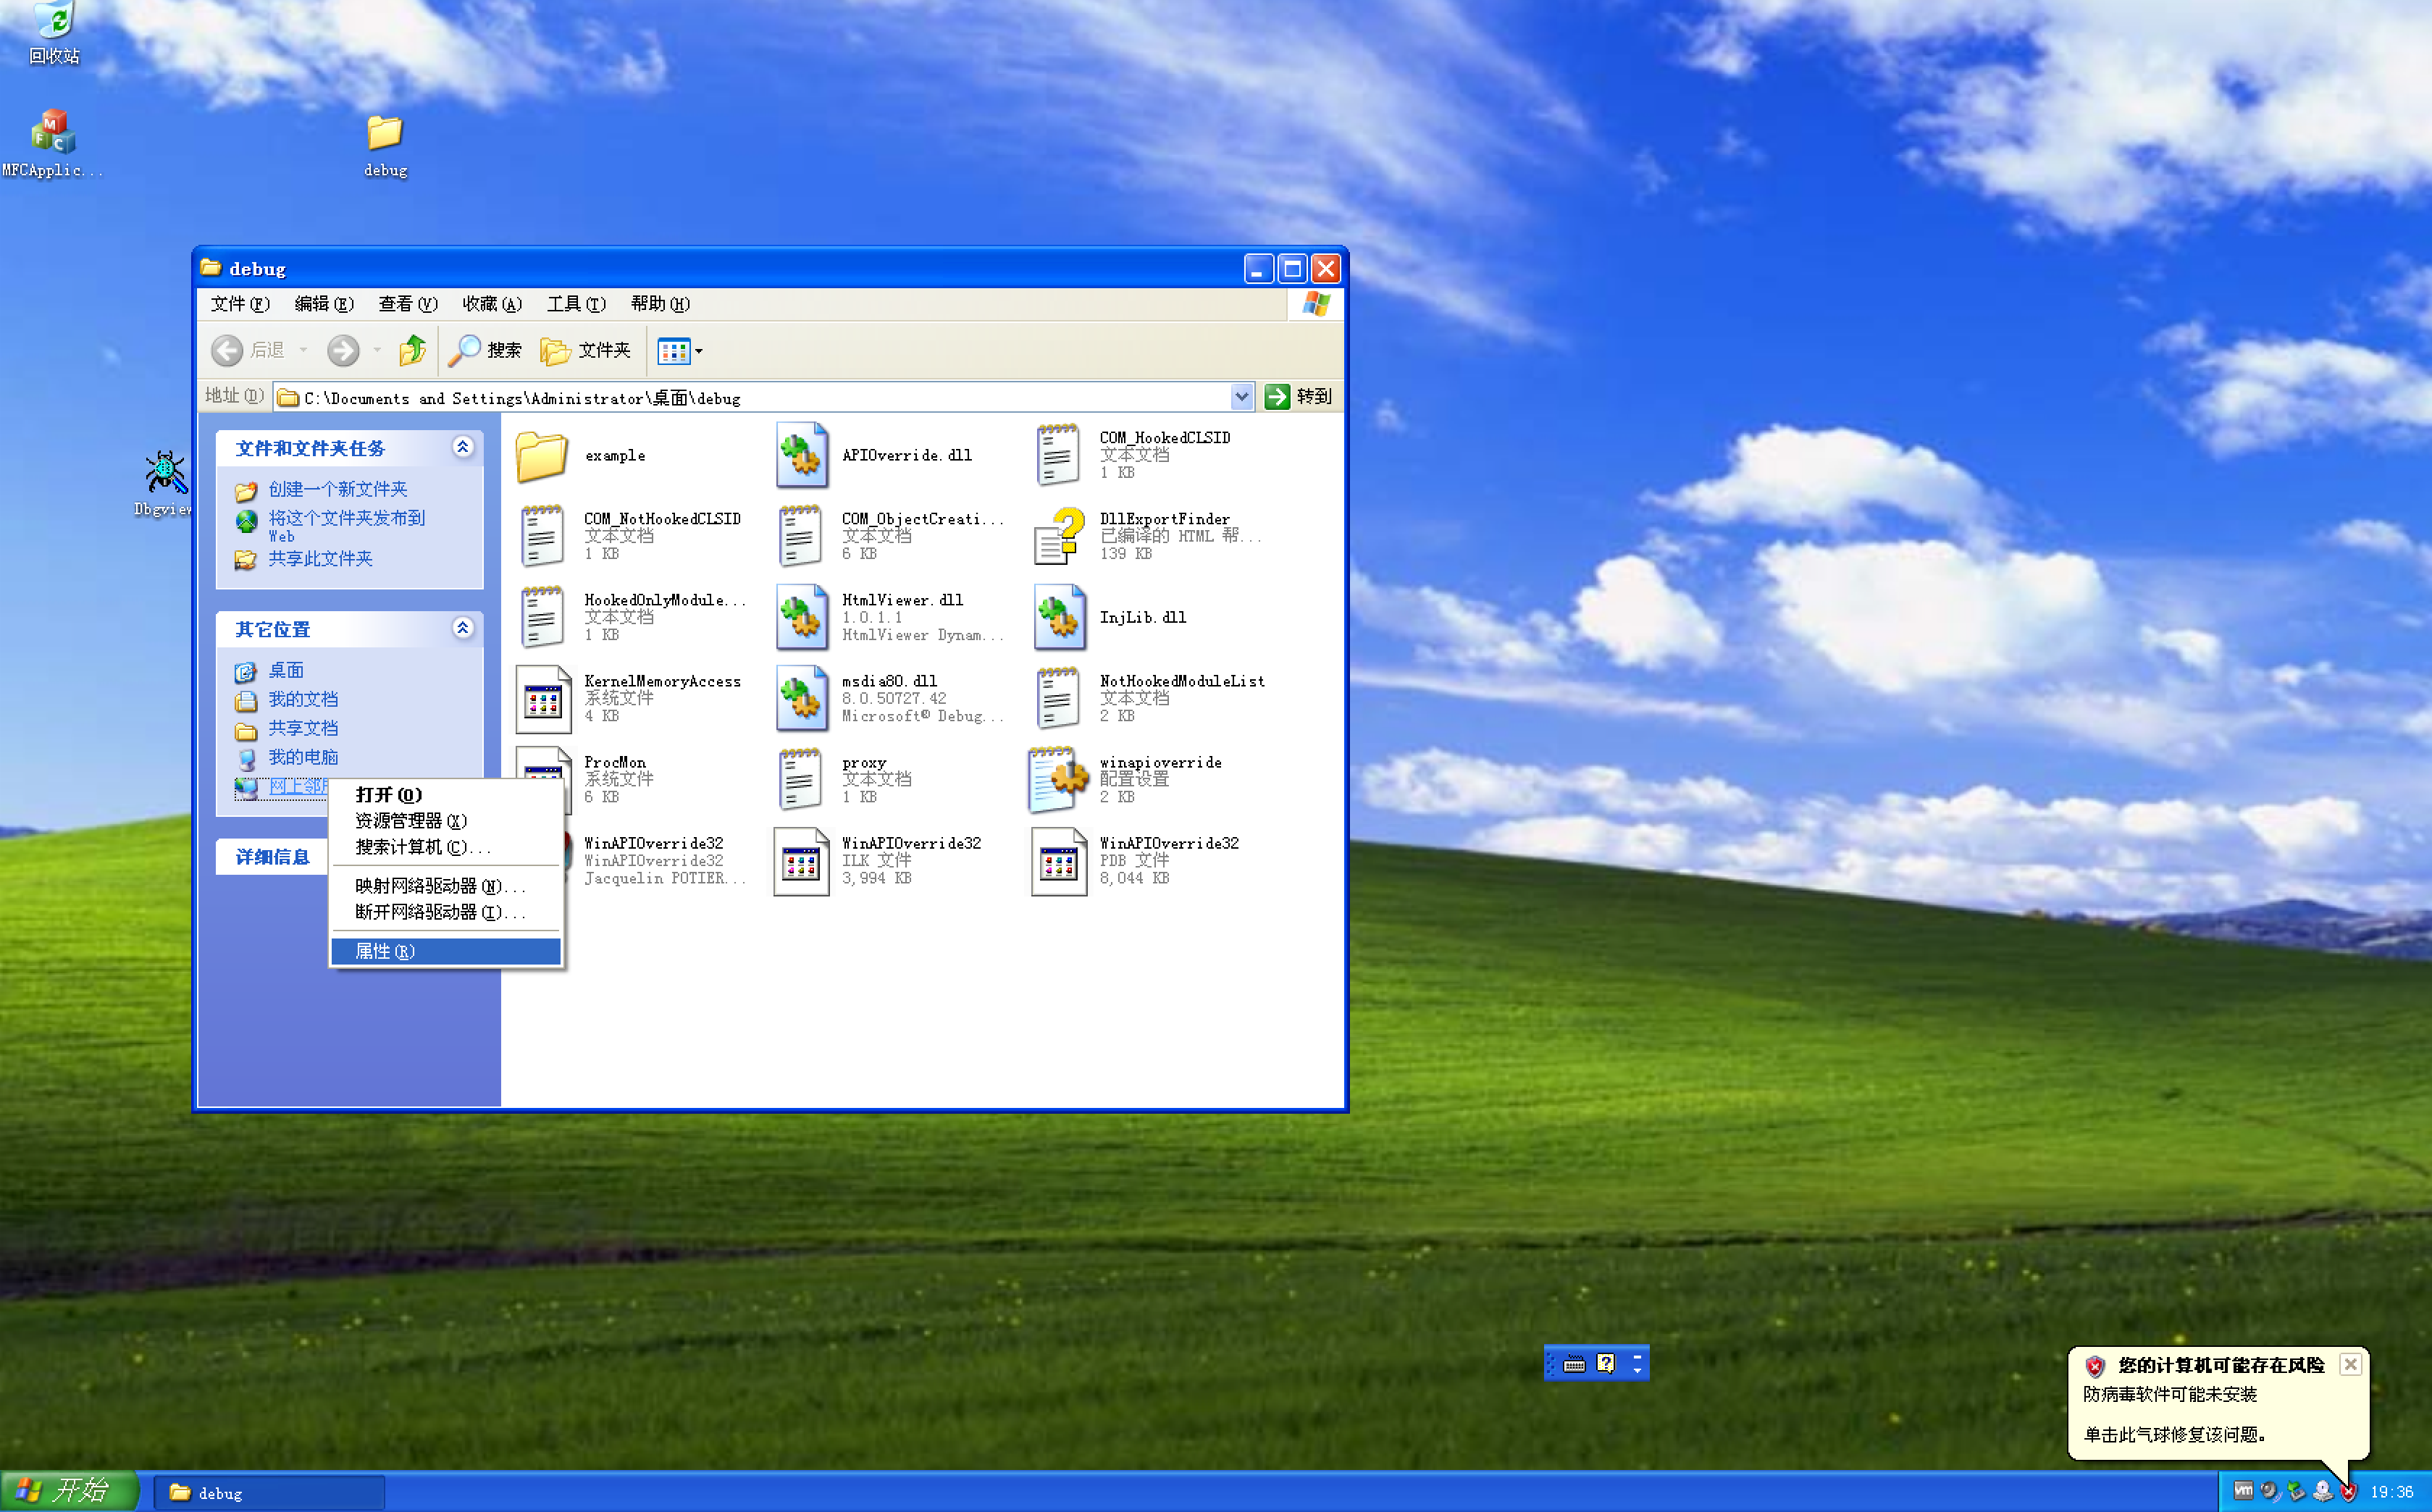 回收站
MFCApplic...
debug
Dbgview
debug
文件(F) 编辑(E) 查看(V) 收藏(A) 工具(T) 帮助(H)
后退 搜索 文件夹
地址(D) C:\Documents and Settings\Administrator\桌面\debug 转到
文件和文件夹任务
创建一个新文件夹
将这个文件夹发布到
Web
共享此文件夹
其它位置
桌面
我的文档
共享文档
我的电脑
网上邻
详细信息
打开(O)
资源管理器(X)
搜索计算机(C)...
映射网络驱动器(N)...
断开网络驱动器(I)...
属性(R)
example
APIOverride.dll
COM_HookedCLSID
文本文档
1 KB
COM_NotHookedCLSID
文本文档
1 KB
COM_ObjectCreati...
文本文档
6 KB
DllExportFinder
已编译的 HTML 帮...
139 KB
HookedOnlyModule...
文本文档
1 KB
HtmlViewer.dll
1.0.1.1
HtmlViewer Dynam...
InjLib.dll
KernelMemoryAccess
系统文件
4 KB
msdia80.dll
8.0.50727.42
Microsoft® Debug...
NotHookedModuleList
文本文档
2 KB
ProcMon
系统文件
6 KB
proxy
文本文档
1 KB
winapioverride
配置设置
2 KB
WinAPIOverride32
WinAPIOverride32
Jacquelin POTIER...
WinAPIOverride32
ILK 文件
3,994 KB
WinAPIOverride32
PDB 文件
8,044 KB
您的计算机可能存在风险
防病毒软件可能未安装
单击此气球修复该问题。
开始
debug
vm
19:36